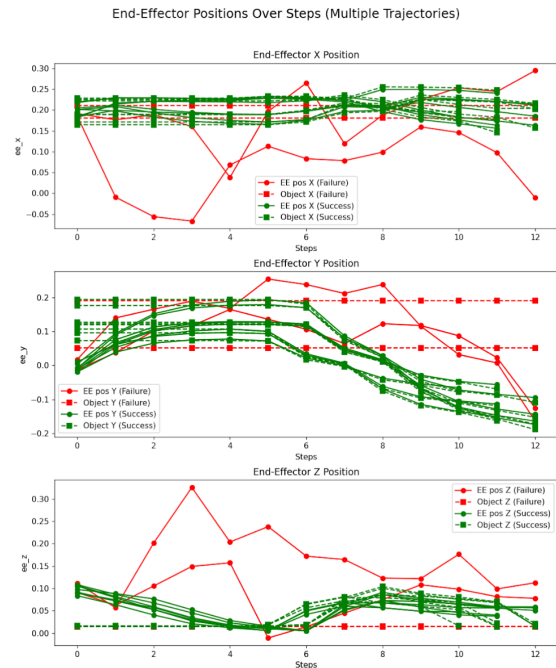 End-Effector Positions Over Steps (Multiple Trajectories)
End-Effector X Position
0.30
0.25
0.20
0.15
0.10
0.05
0.00
−0.05
ee_x
EE pos X (Failure)
Object X (Failure)
EE pos X (Success)
Object X (Success)
0 2 4 6 8 10 12
Steps
End-Effector Y Position
0.2
0.1
0.0
−0.1
−0.2
ee_y
EE pos Y (Failure)
Object Y (Failure)
EE pos Y (Success)
Object Y (Success)
0 2 4 6 8 10 12
Steps
End-Effector Z Position
0.30
0.25
0.20
0.15
0.10
0.05
0.00
ee_z
EE pos Z (Failure)
Object Z (Failure)
EE pos Z (Success)
Object Z (Success)
0 2 4 6 8 10 12
Steps